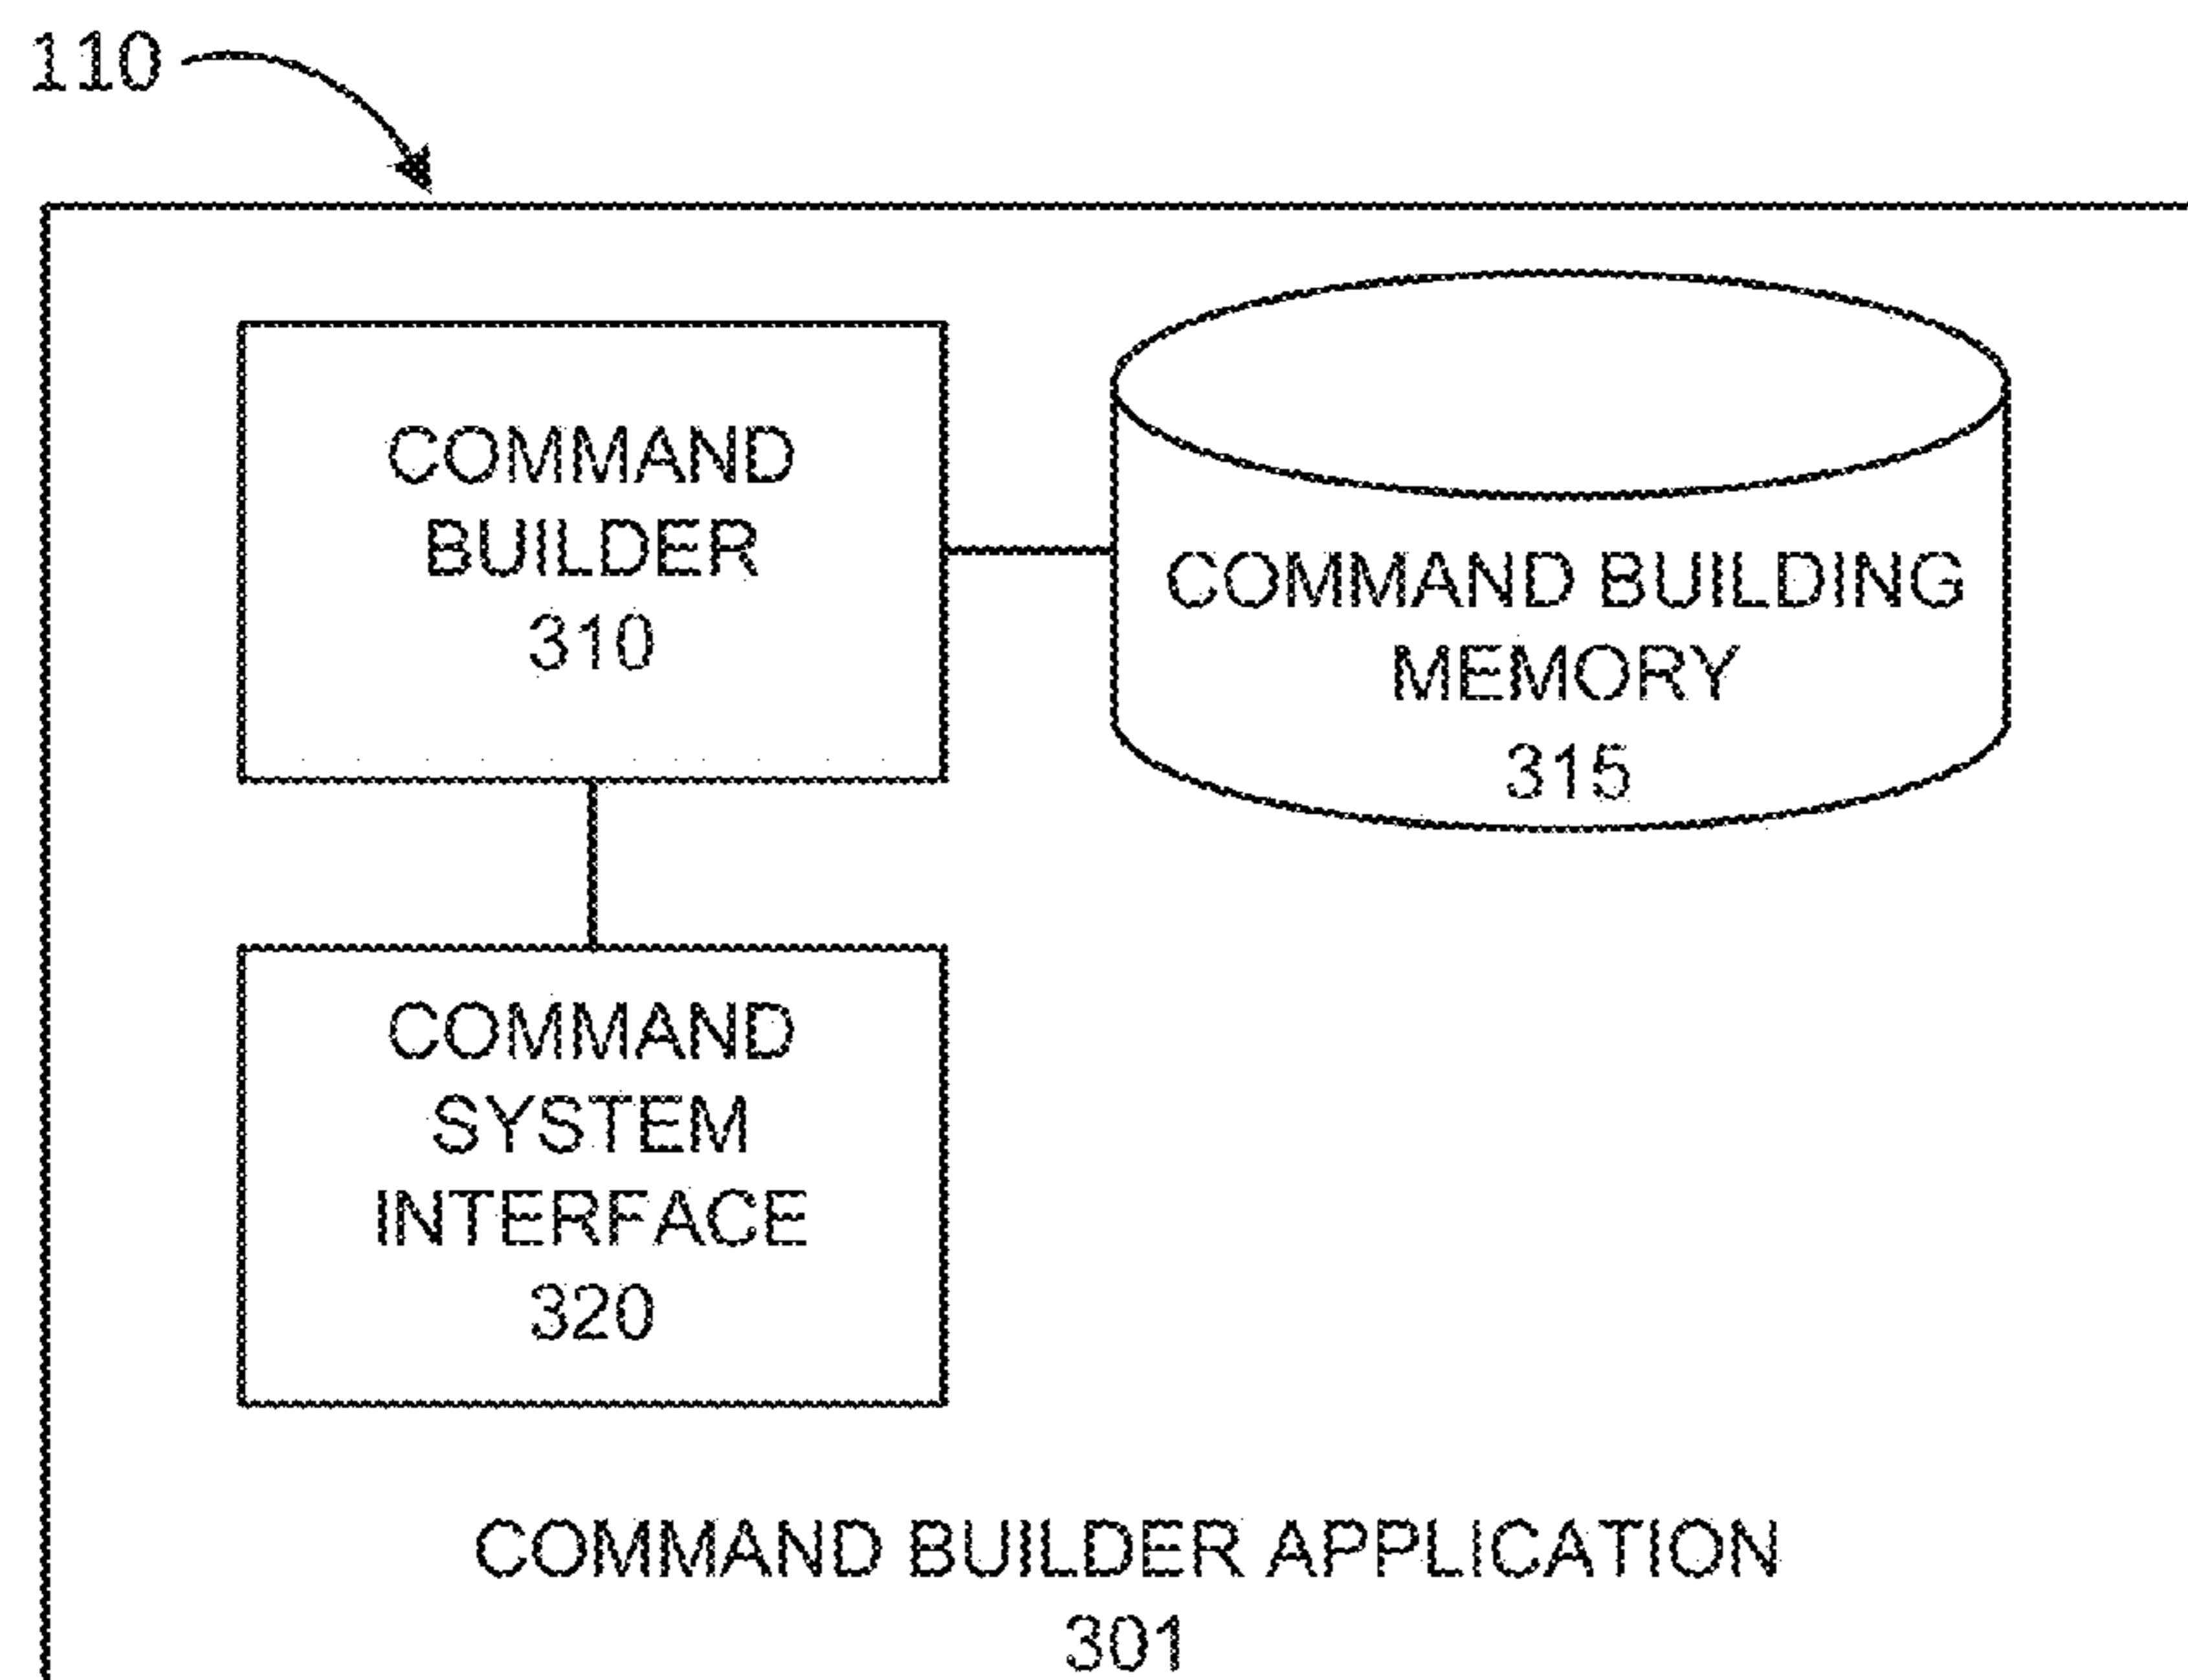 110
COMMAND
BUILDER
310
COMMAND BUILDING
MEMORY
315
COMMAND
SYSTEM
INTERFACE
320
COMMAND BUILDER APPLICATION
301